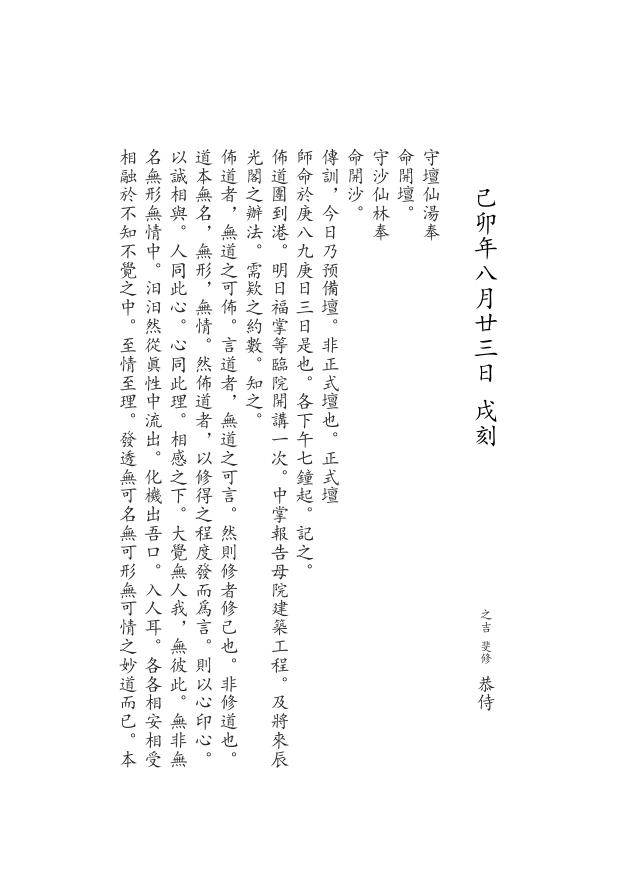 己卯年八月廿三日 戌刻
之吉 斐修 恭侍
守壇仙湯奉
命開壇。
守沙仙林奉
命開沙。
傳訓，今日乃預備壇。非正式壇也。正式壇
師命於庚八九庚日三日是也。各下午七鐘起。記之。
佈道團到港。明日福掌等臨院開講一次。中掌報告母院建築工程。及將來辰
光閣之辦法。需欵之約數。知之。
佈道者，無道之可佈。言道者，無道之可言。然則修者修己也。非修道也。
道本無名，無形，無情。然佈道者，以修得之程度發而爲言。則以心印心。
以誠相與。人同此心。心同此理。相感之下。大覺無人我，無彼此。無非無
名無形無情中。汩汩然從眞性中流出。化機出吾口。入人耳。各各相安相受
相融於不知不覺之中。至情至理。發透無可名無可形無可情之妙道而已。本